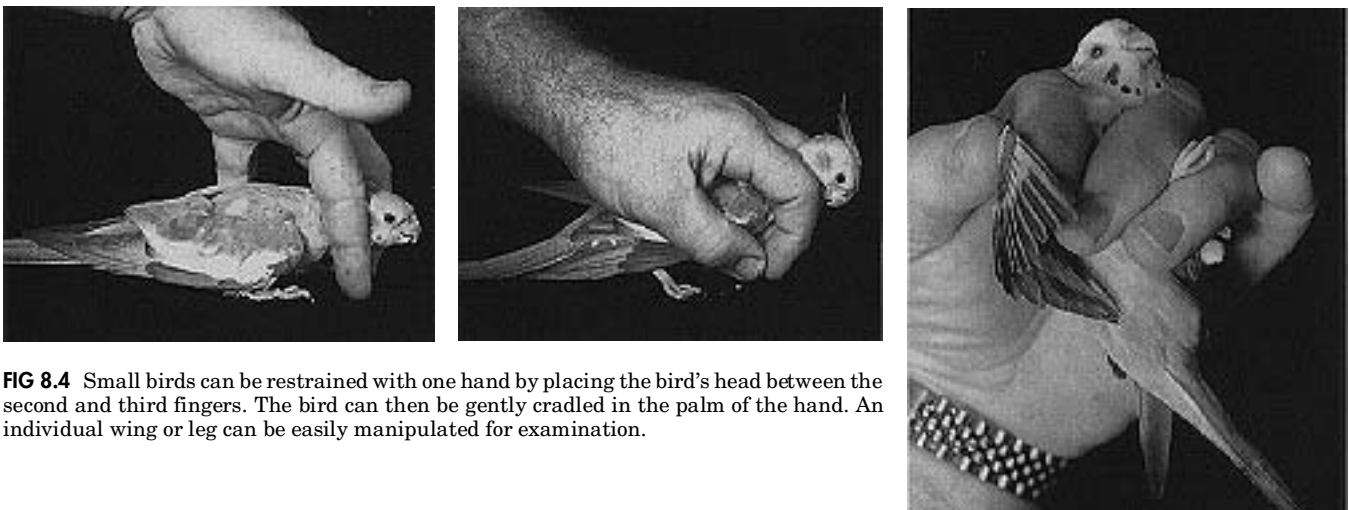 FIG 8.4 Small birds can be restrained with one hand by placing the bird's head between the
second and third fingers. The bird can then be gently cradled in the palm of the hand. An
individual wing or leg can be easily manipulated for examination.